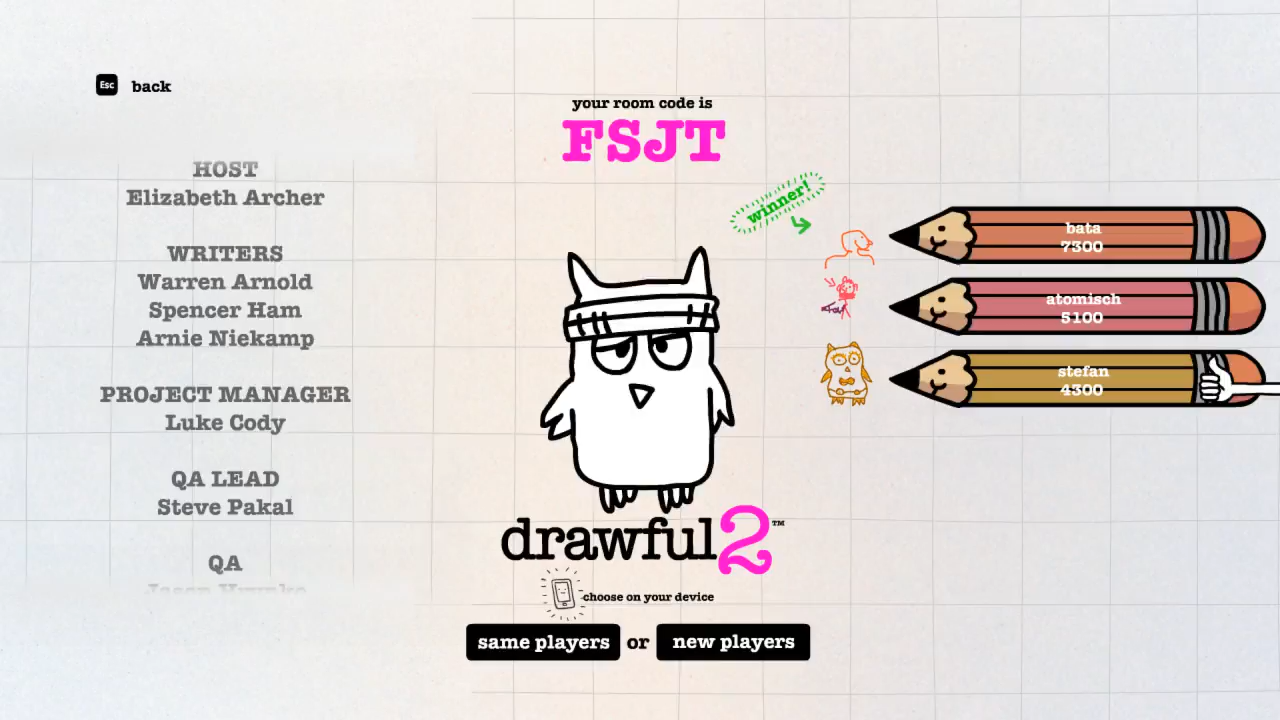 Esc back
your room code is
FSJT
HOST
Elizabeth Archer
WRITERS
Warren Arnold
Spencer Ham
Arnie Niekamp
PROJECT MANAGER
Luke Cody
QA LEAD
Steve Pakal
QA
winner!
bata
7300
atomisch
5100
stefan
4300
drawful 2™
choose on your device
same players or new players